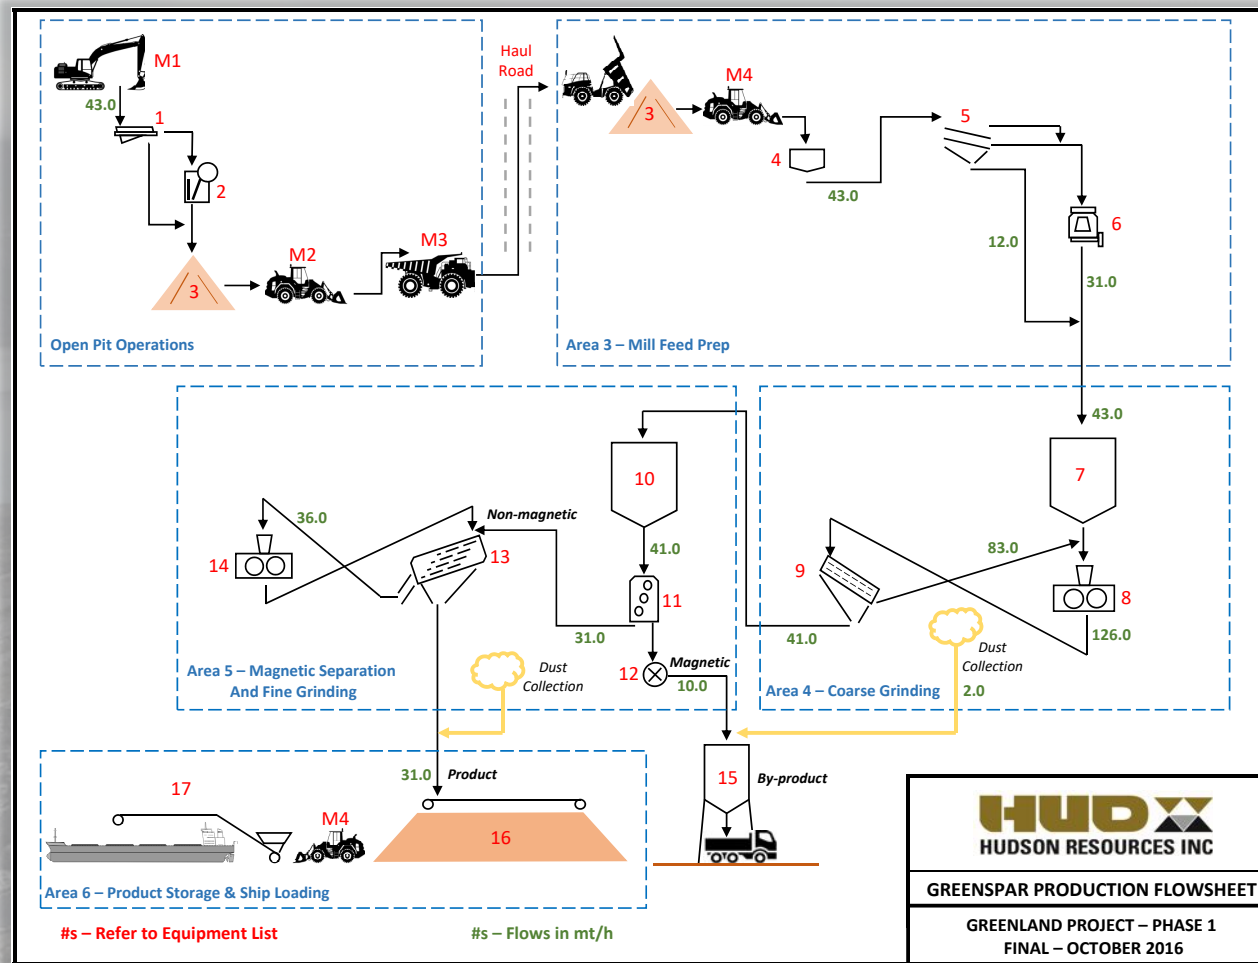 M1
43.0
1
2
3
M2
M3
Open Pit Operations
Haul
Road
3
M4
4
43.0
5
6
12.0
31.0
Area 3 – Mill Feed Prep
43.0
7
83.0
8
9
126.0
41.0
Dust
Collection
2.0
Area 4 – Coarse Grinding
10
41.0
11
Non-magnetic
36.0
13
14
31.0
12
Magnetic
10.0
Dust
Collection
Area 5 – Magnetic Separation
And Fine Grinding
15
By-product
31.0
Product
17
M4
16
Area 6 – Product Storage & Ship Loading
#s – Refer to Equipment List
#s – Flows in mt/h
HUD
HUDSON RESOURCES INC
GREENSPAR PRODUCTION FLOWSHEET
GREENLAND PROJECT – PHASE 1
FINAL – OCTOBER 2016